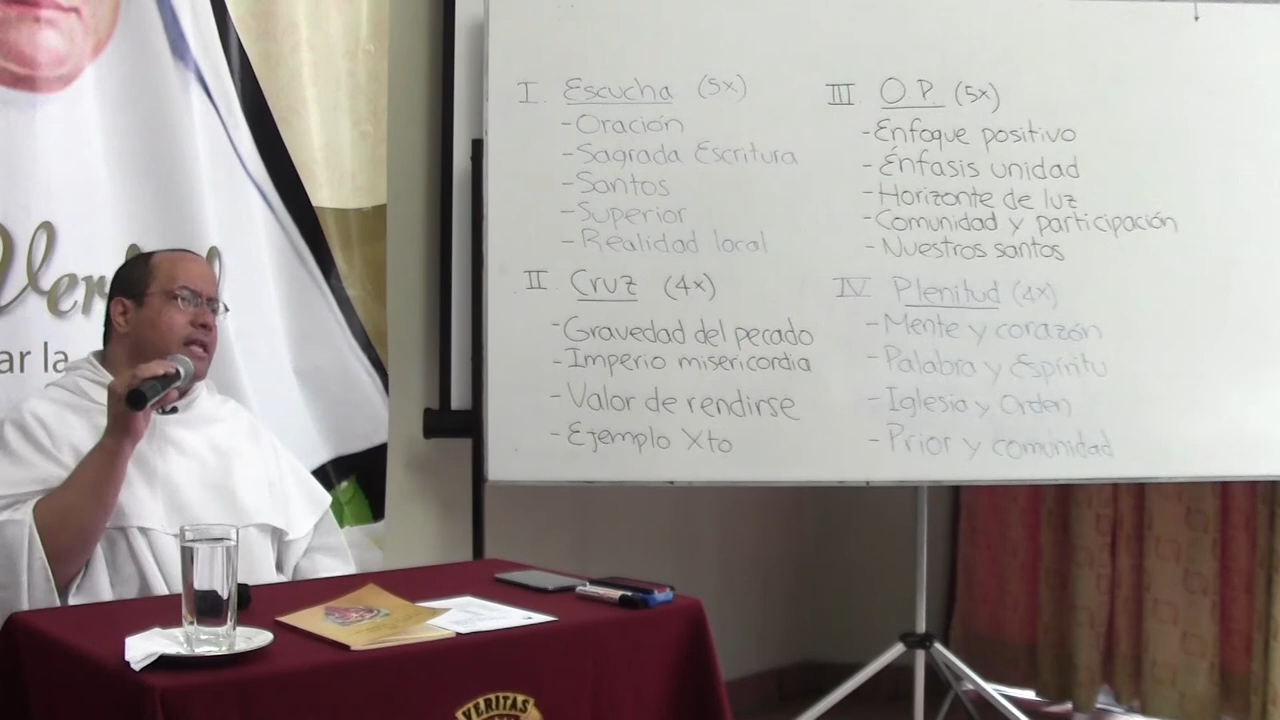 I. Escucha (5x)
- Oración
- Sagrada Escritura
- Santos
- Superior
- Realidad local
II Cruz (4x)
- Gravedad del pecado
- Imperio misericordia
- Valor de rendirse
- Ejemplo Xto
III O.P. (5x)
- Enfoque positivo
- Énfasis unidad
- Horizonte de luz
- Comunidad y participación
- Nuestros santos
IV Plenitud (4x)
- Mente y corazón
- Palabra y Espíritu
- Iglesia y Orden
- Prior y comunidad
ar la
VERITAS